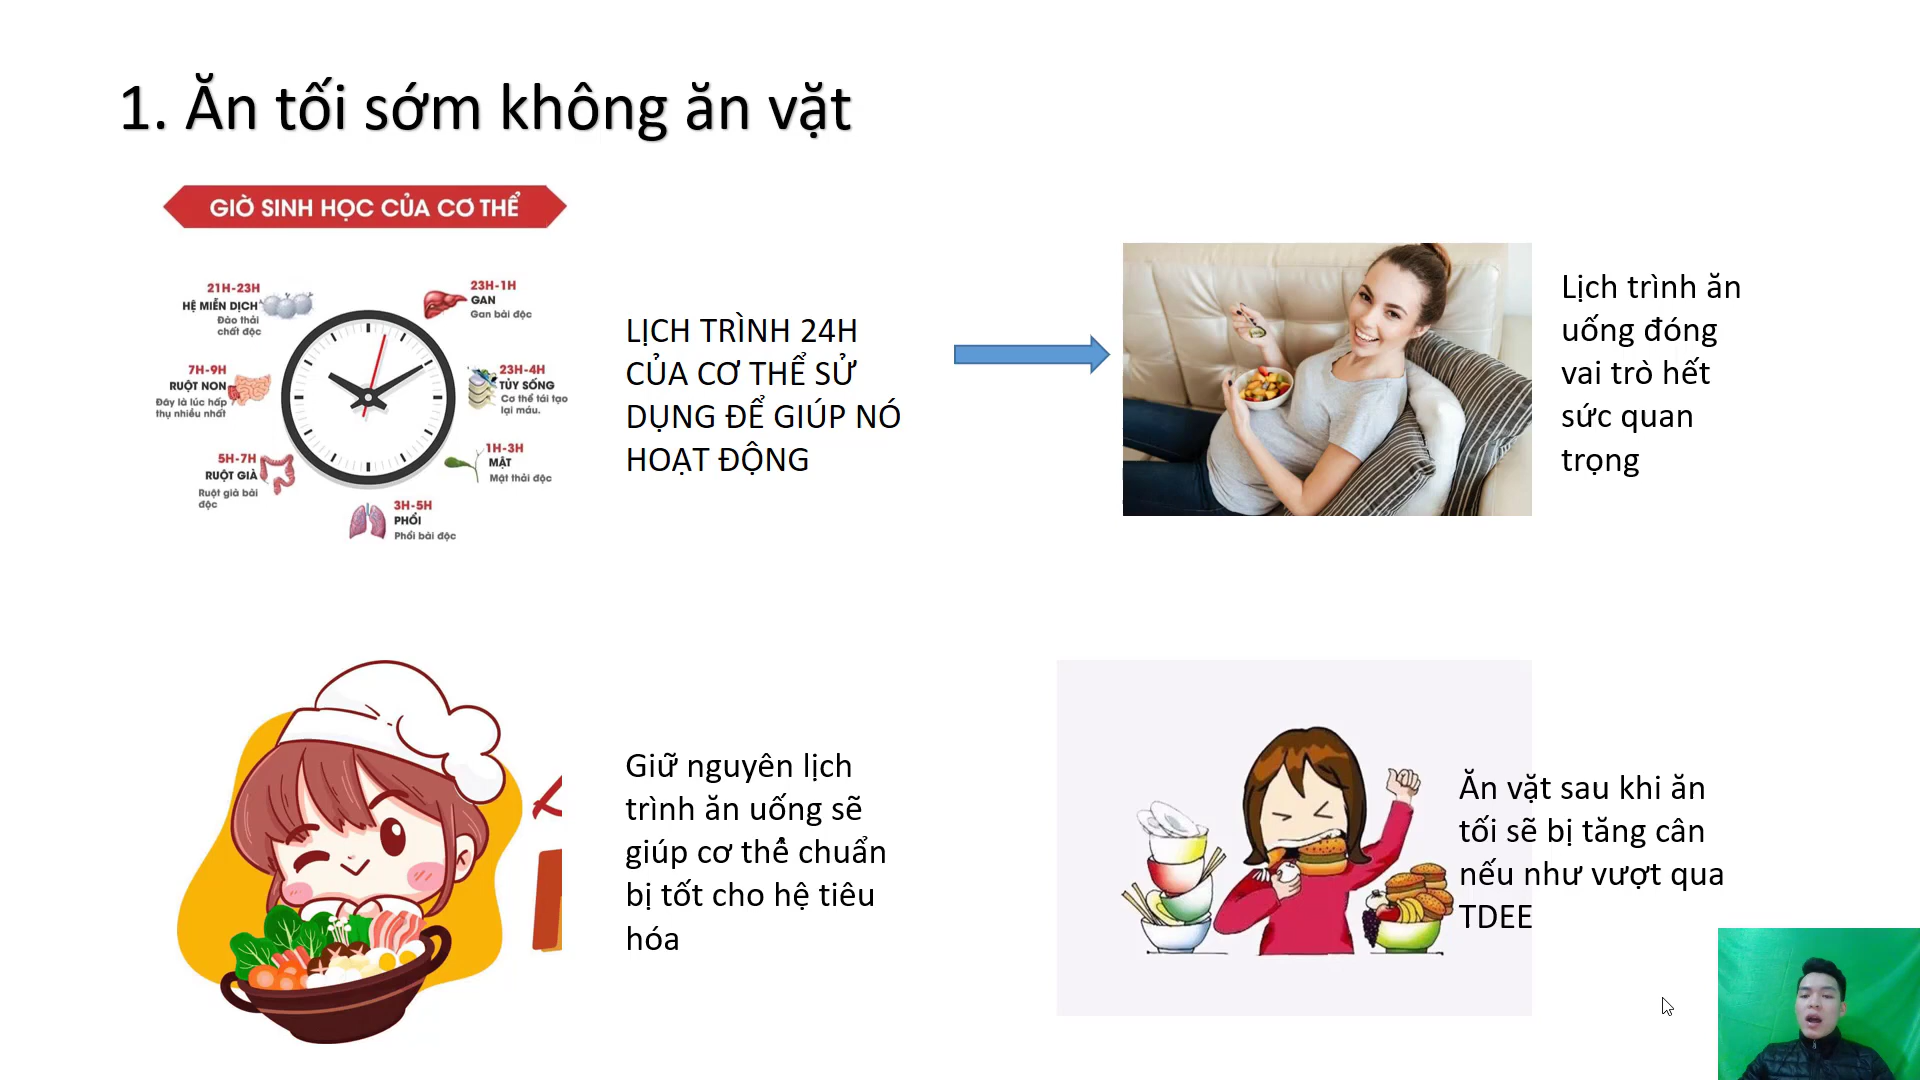 1. Ăn tối sớm không ăn vặt
GIỜ SINH HỌC CỦA CƠ THỂ
21H-23H
HỆ MIỄN DỊCH
Đào thải
chất độc
23H-1H
GAN
Gan bài độc
7H-9H
RUỘT NON
Đây là lúc hấp
thụ nhiều nhất
23H-4H
TỦY SỐNG
Cơ thể tái tạo
lại máu.
5H-7H
RUỘT GIÀ
Ruột già bài
độc
1H-3H
MẬT
Mật thải độc
3H-5H
PHỔI
Phổi bài độc
LỊCH TRÌNH 24H
CỦA CƠ THỂ SỬ
DỤNG ĐỂ GIÚP NÓ
HOẠT ĐỘNG
Lịch trình ăn
uống đóng
vai trò hết
sức quan
trọng
Giữ nguyên lịch
trình ăn uống sẽ
giúp cơ thể chuẩn
bị tốt cho hệ tiêu
hóa
Ăn vặt sau khi ăn
tối sẽ bị tăng cân
nếu như vượt qua
TDEE